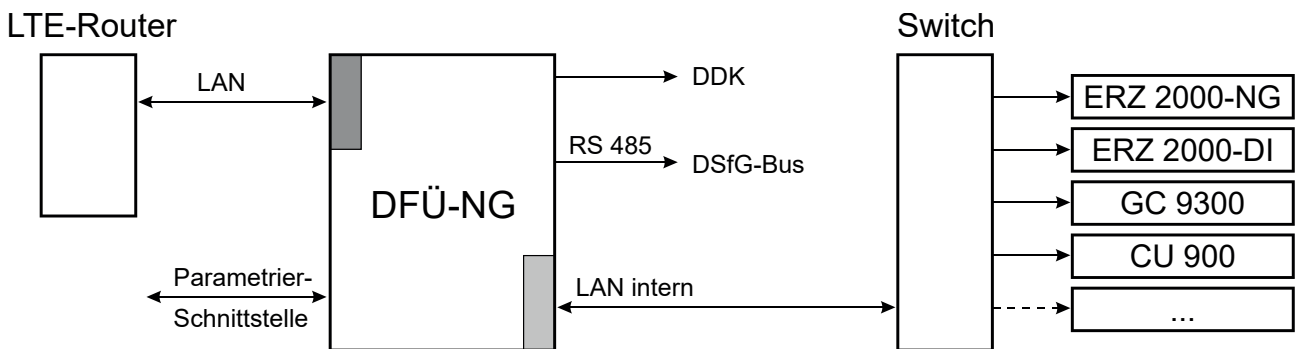 LTE-Router
Switch
LAN
DDK
RS 485
DSfG-Bus
DFÜ-NG
Parametrier-
Schnittstelle
LAN intern
ERZ 2000-NG
ERZ 2000-DI
GC 9300
CU 900
...